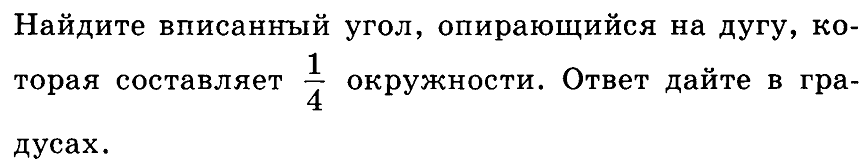 Найдите вписанный угол, опирающийся на дугу, ко-
торая составляет 1/4 окружности. Ответ дайте в гра-
дусах.